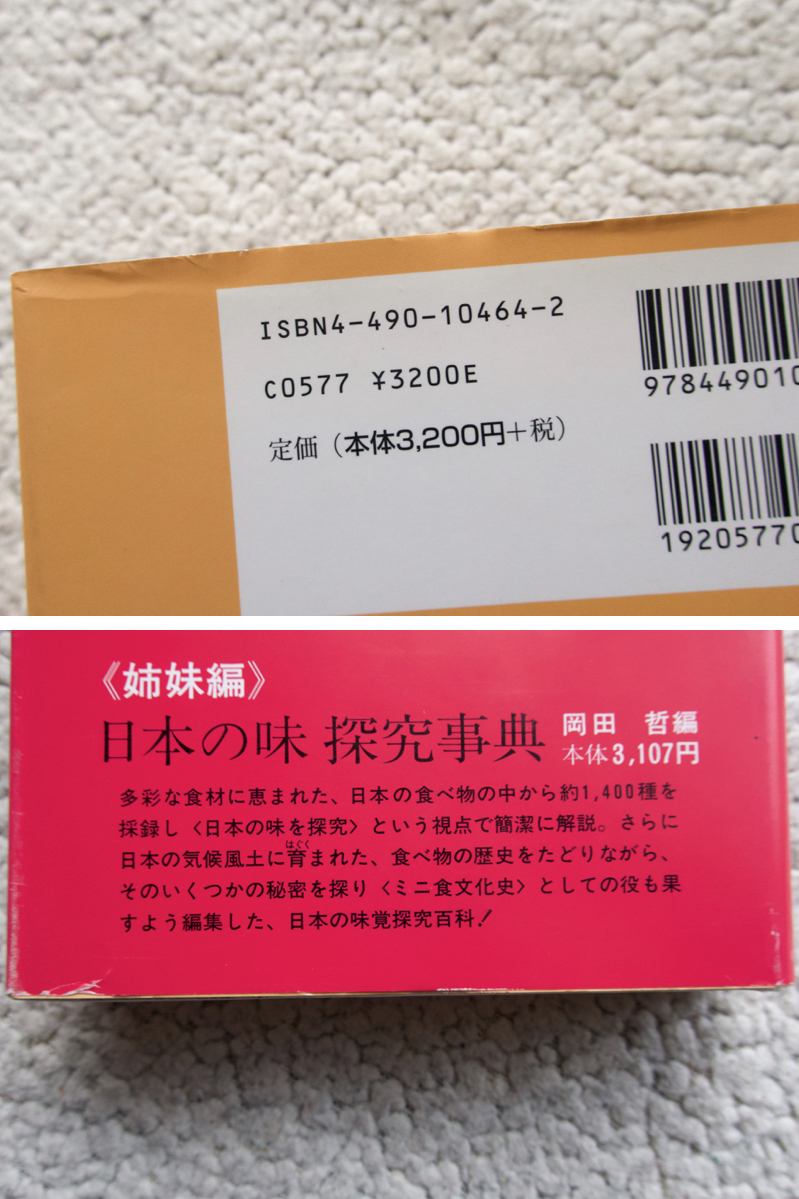 ISBN4-490-10464-2
C0577 ¥3200E
定価（本体3,200円＋税）
978449010
19205770
《姉妹編》
日本の味 探究事典
岡田 哲編
本体3,107円
多彩な食材に恵まれた、日本の食べ物の中から約1,400種を
採録し〈日本の味を探究〉という視点で簡潔に解説。さらに
はぐく
日本の気候風土に育まれた、食べ物の歴史をたどりながら、
そのいくつかの秘密を探り〈ミニ食文化史〉としての役も果
すよう編集した、日本の味覚探究百科！